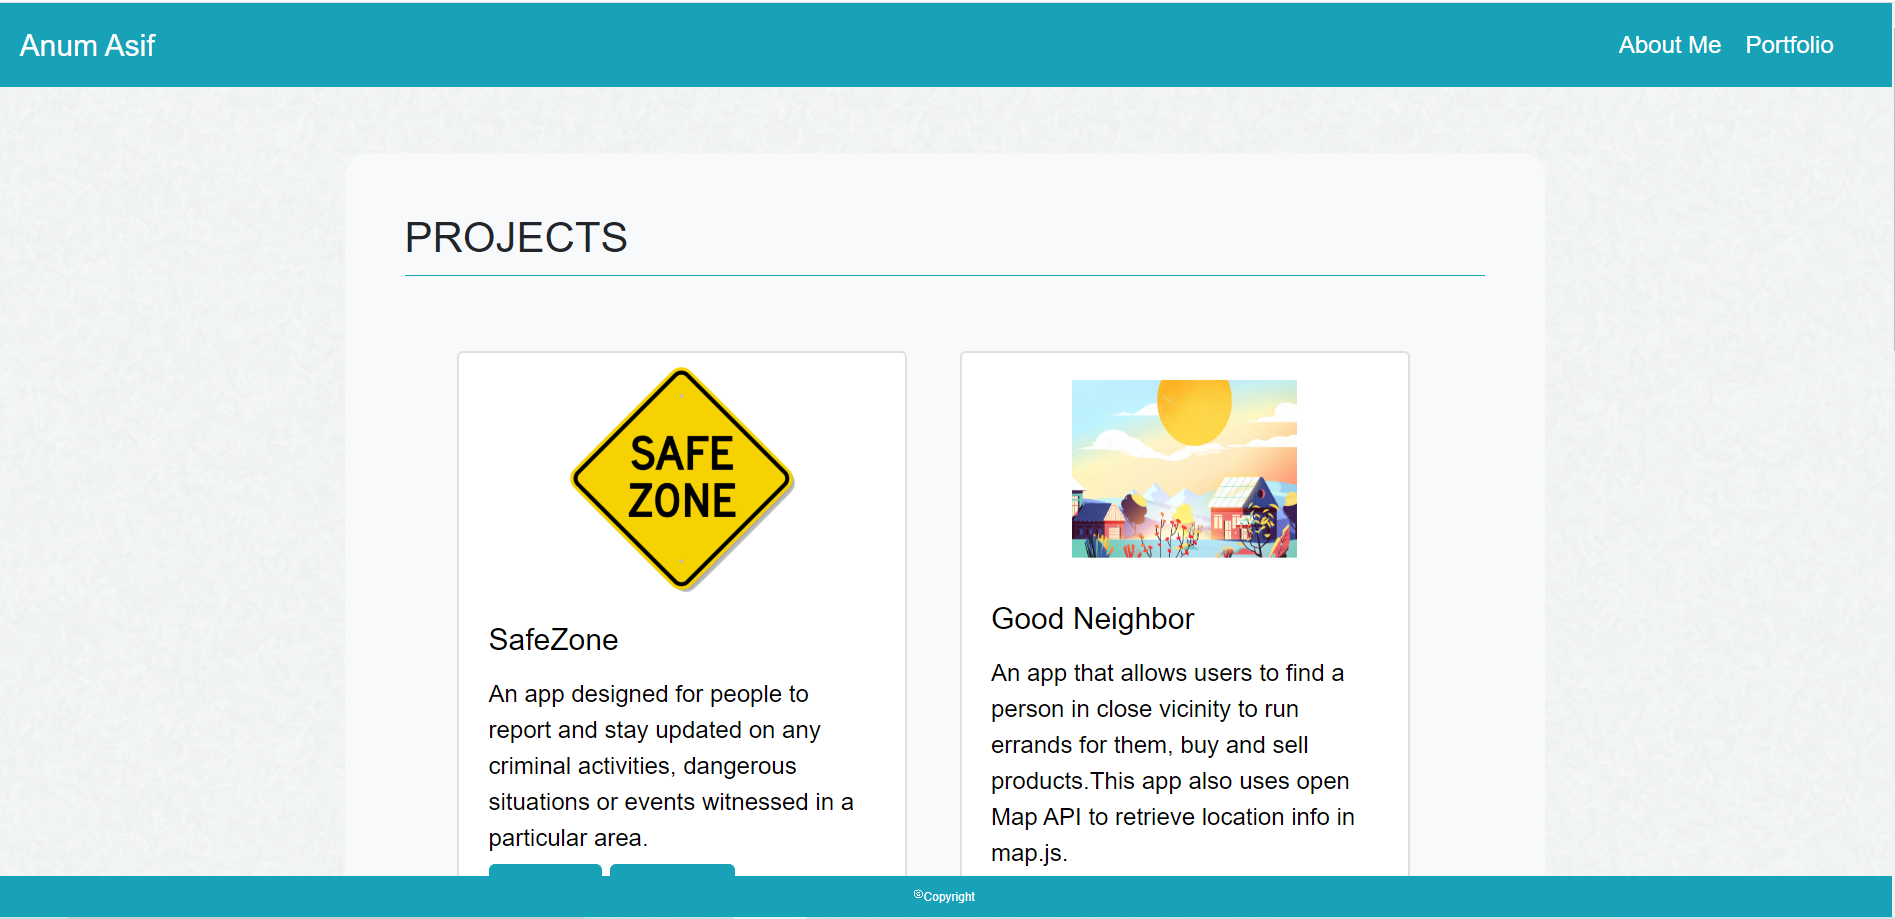 Anum Asif
About Me Portfolio
PROJECTS
SAFE
ZONE
SafeZone
An app designed for people to
report and stay updated on any
criminal activities, dangerous
situations or events witnessed in a
particular area.
Good Neighbor
An app that allows users to find a
person in close vicinity to run
errands for them, buy and sell
products.This app also uses open
Map API to retrieve location info in
map.js.
©Copyright